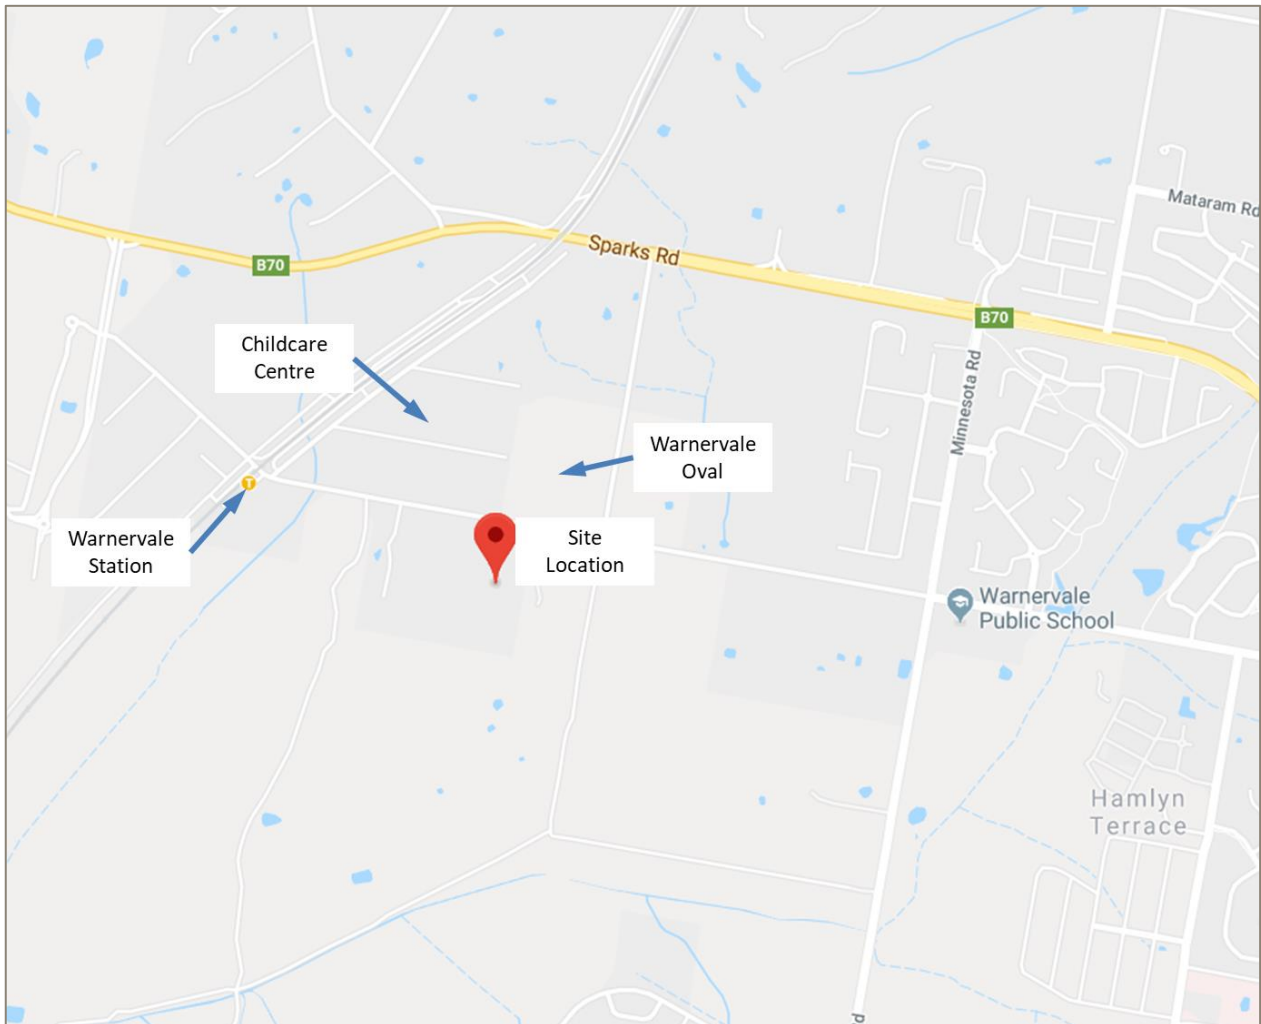 Mataram Rd
Sparks Rd
B70
B70
Childcare
Centre
Minnesota Rd
Warnervale
Oval
T
Warnervale
Station
Site
Location
Warnervale
Public School
Hamlyn
Terrace
d